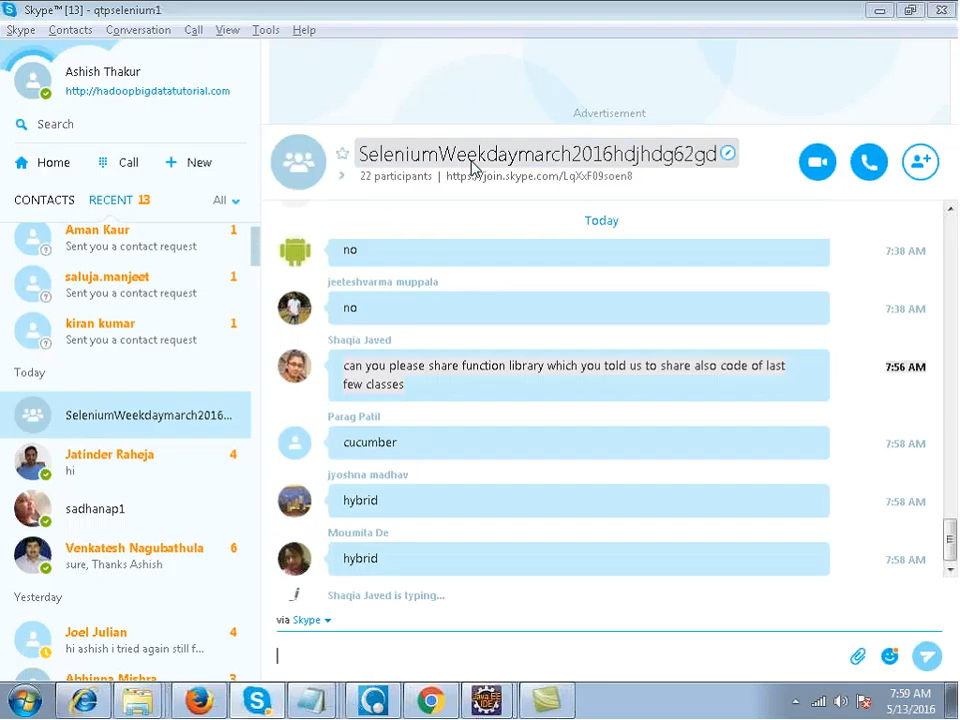 Skype™ [13] - qtpselenium1
Skype Contacts Conversation Call View Tools Help
Ashish Thakur
http://hadoopbigdatatutorial.com
Search
Home Call New
CONTACTS RECENT 13 All
Aman Kaur 1
Sent you a contact request
saluja.manjeet 1
Sent you a contact request
kiran kumar 1
Sent you a contact request
Today
SeleniumWeekdaymarch2016...
Jatinder Raheja 4
hi
sadhanap1
Venkatesh Nagubathula 6
sure, Thanks Ashish
Yesterday
Joel Julian 4
hi ashish i tried again still f...
Abhinna Mishra 3
Advertisement
SeleniumWeekdaymarch2016hdjhdg62gd
22 participants | https://join.skype.com/LqXxF09soen8
Today
no 7:38 AM
jeeteshvarma muppala
no 7:38 AM
Shaqia Javed
can you please share function library which you told us to share also code of last 7:56 AM
few classes
Parag Patil
cucumber 7:58 AM
jyoshna madhav
hybrid 7:58 AM
Moumita De
hybrid 7:58 AM
Shaqia Javed is typing...
via Skype
Java EE
IDE
7:59 AM
5/13/2016